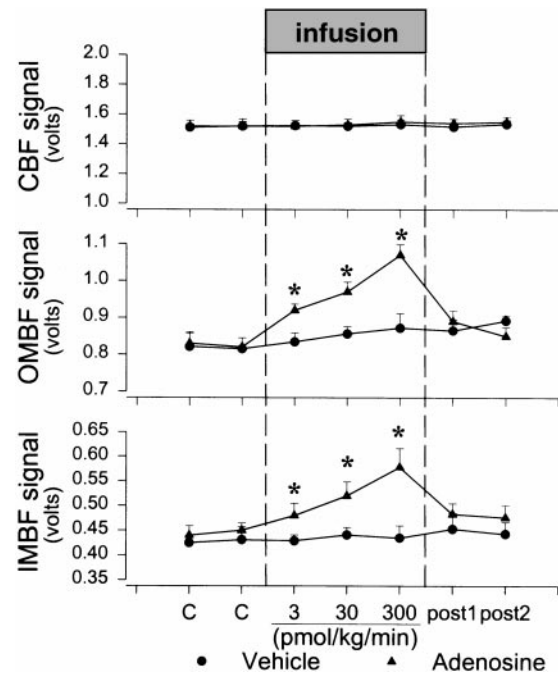 infusion
CBF signal
(volts)
2.0
1.8
1.6
1.4
1.2
1.0
OMBF signal
(volts)
1.1
1.0
0.9
0.8
0.7
* * *
IMBF signal
(volts)
0.65
0.60
0.55
0.50
0.45
0.40
0.35
* * *
C C 3 30 300 post1 post2
(pmol/kg/min)
● Vehicle ▲ Adenosine